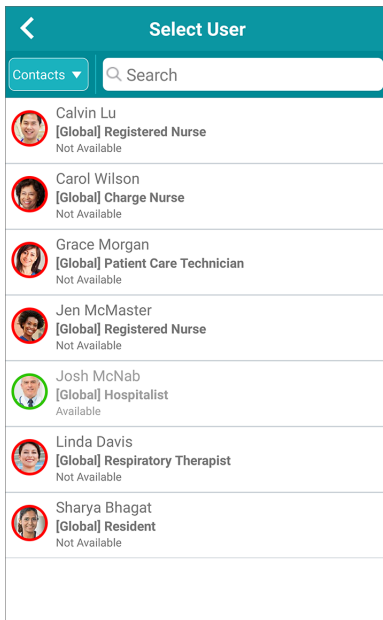 Select User
Contacts
Search
Calvin Lu
[Global] Registered Nurse
Not Available
Carol Wilson
[Global] Charge Nurse
Not Available
Grace Morgan
[Global] Patient Care Technician
Not Available
Jen McMaster
[Global] Registered Nurse
Not Available
Josh McNab
[Global] Hospitalist
Available
Linda Davis
[Global] Respiratory Therapist
Not Available
Sharya Bhagat
[Global] Resident
Not Available